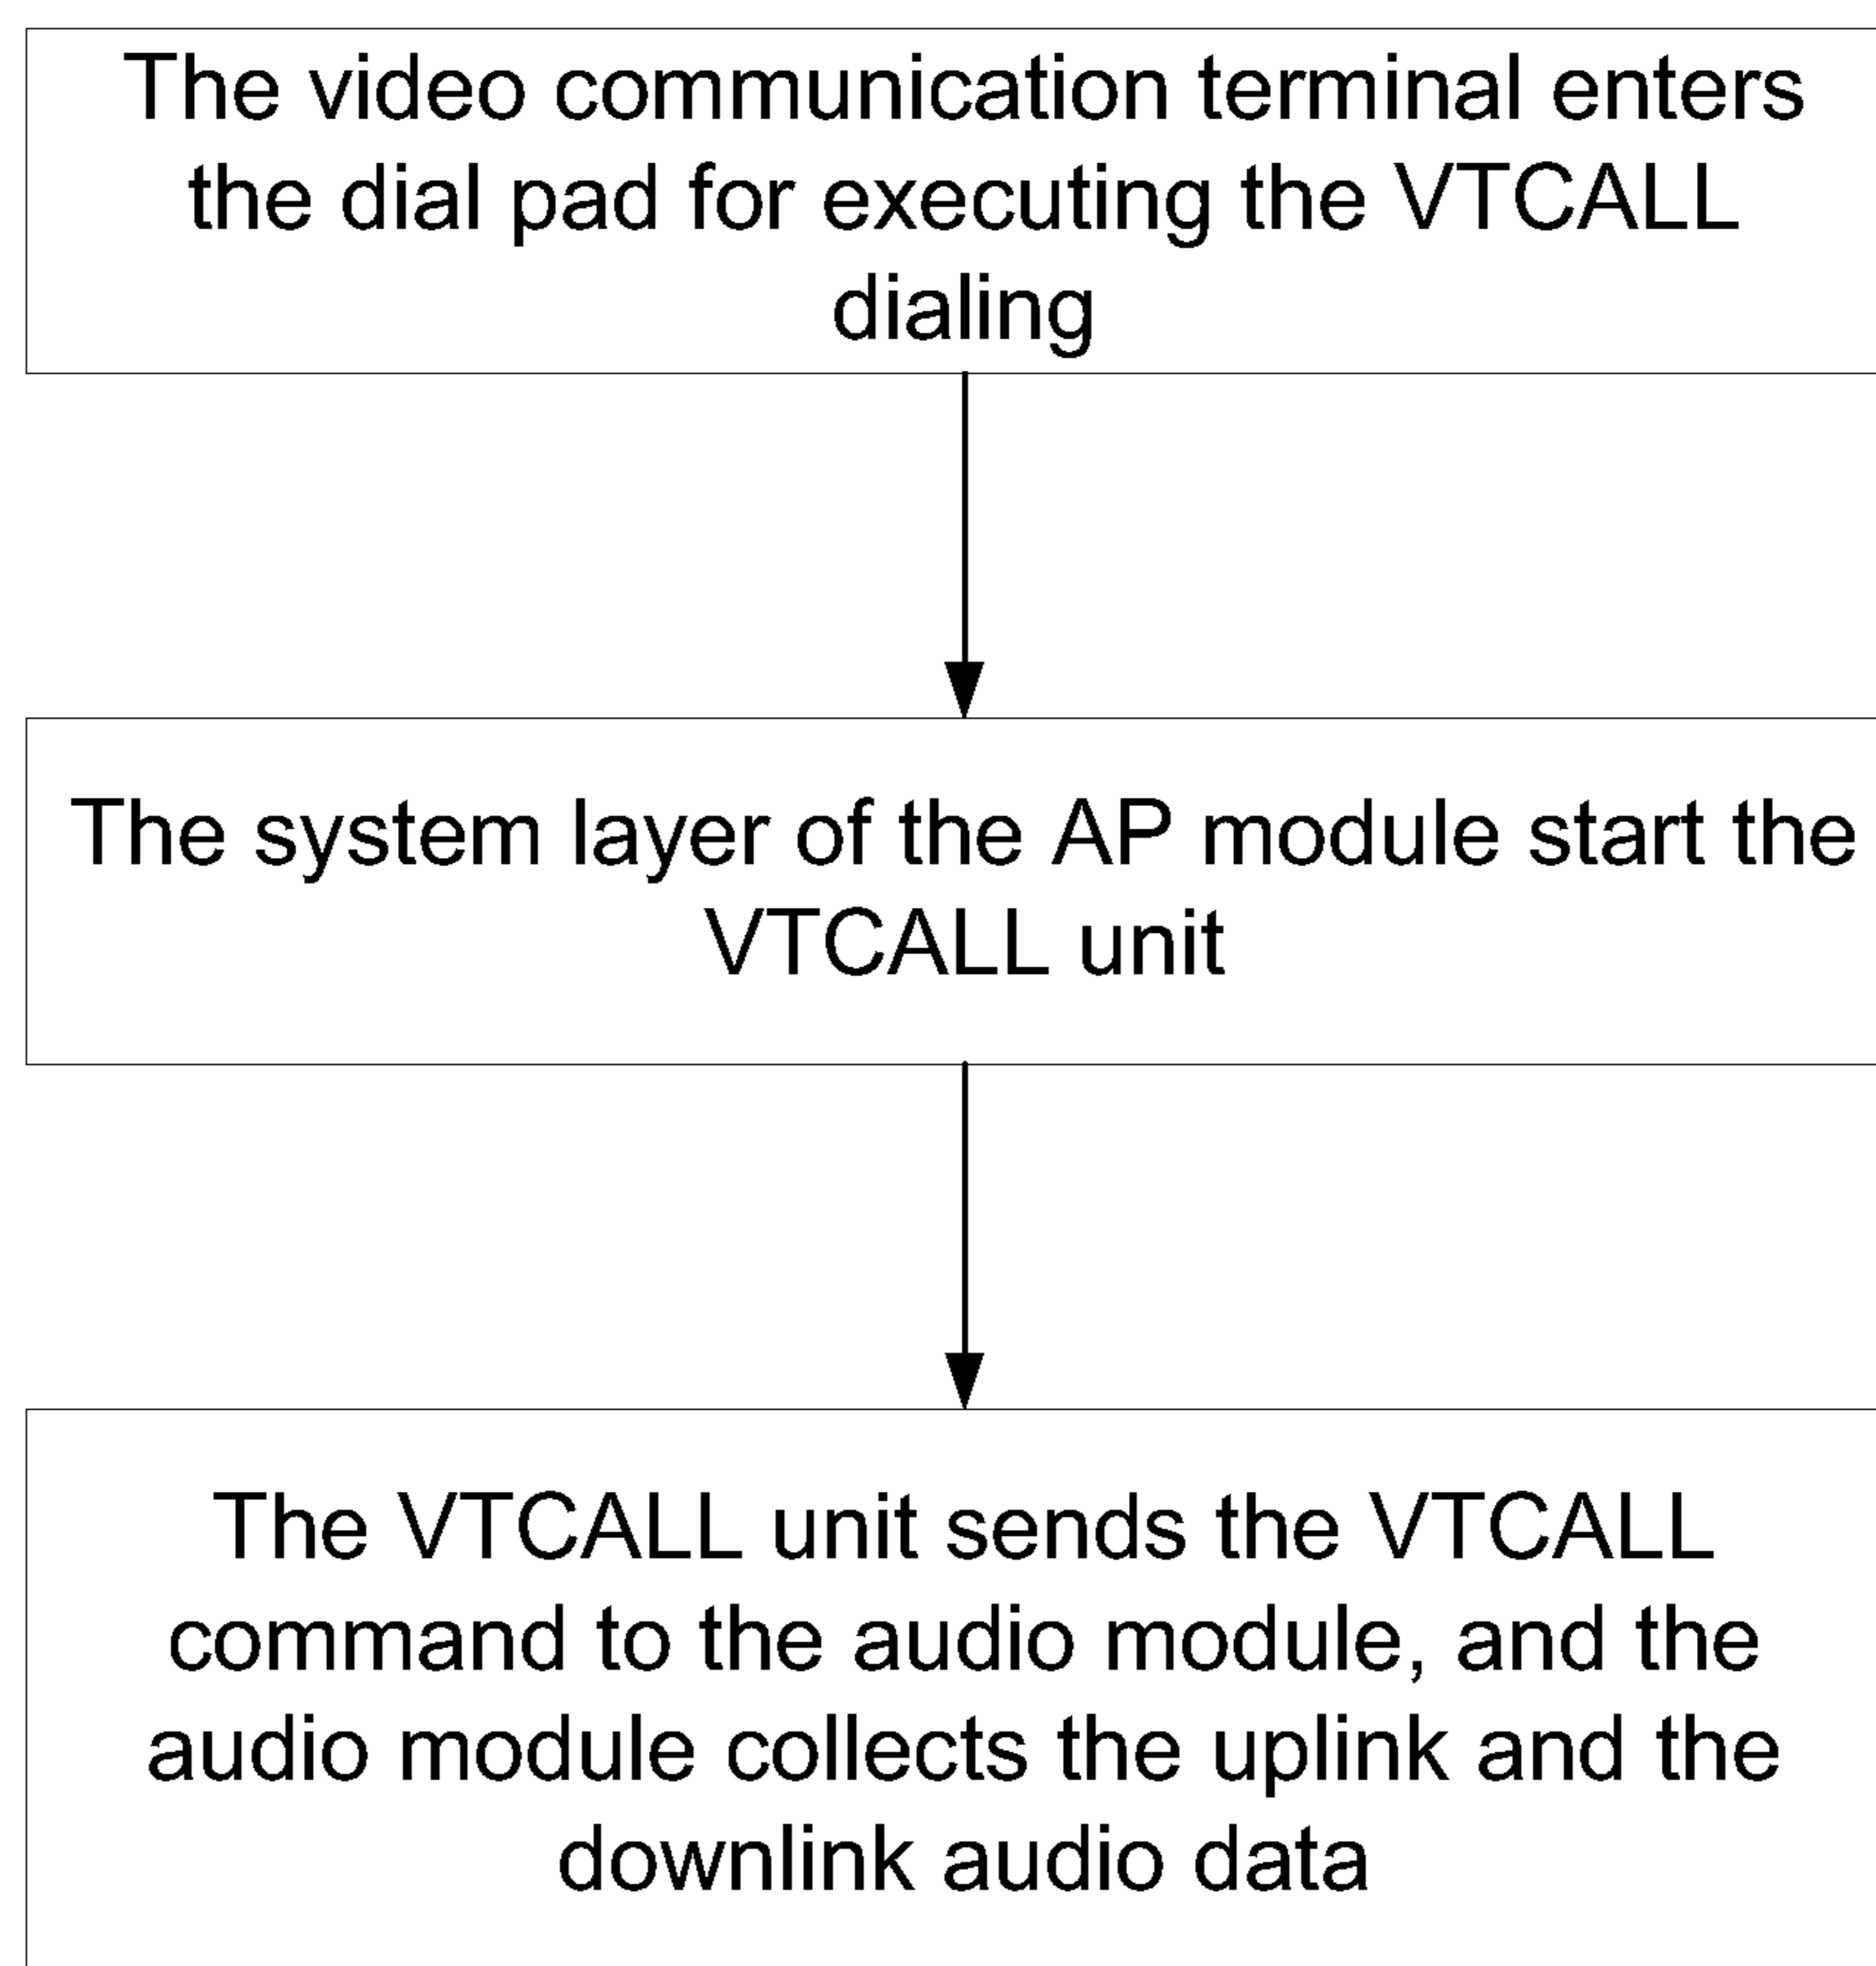 The video communication terminal enters
the dial pad for executing the VTCALL
dialing
The system layer of the AP module start the
VTCALL unit
The VTCALL unit sends the VTCALL
command to the audio module, and the
audio module collects the uplink and the
downlink audio data